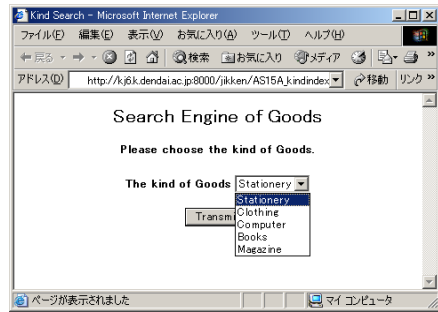 Kind Search - Microsoft Internet Explorer
ファイル(F) 編集(E) 表示(V) お気に入り(A) ツール(T) ヘルプ(H)
戻る 検索 お気に入り メディア »
アドレス(D) http://kj6.k.dendai.ac.jp:8000/jikken/AS15A_kindindex 移動 リンク »
Search Engine of Goods
Please choose the kind of Goods.
The kind of Goods Stationery
Stationery
Transmi Clothing
Computer
Books
Magazine
ページが表示されました マイ コンピュータ